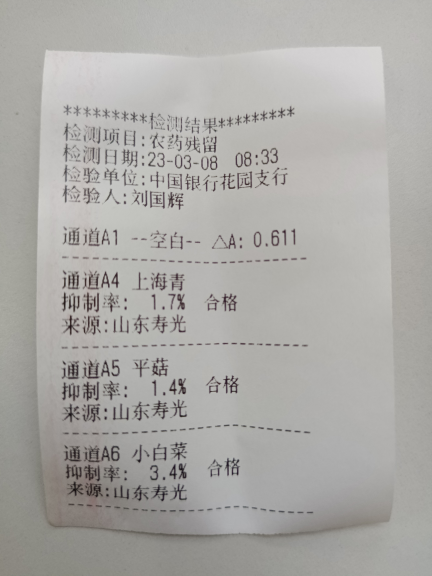 *********检测结果*********
检测项目:农药残留
检测日期:23-03-08 08:33
检验单位:中国银行花园支行
检验人:刘国辉
通道A1 --空白-- △A: 0.611
通道A4 上海青
抑制率: 1.7% 合格
来源:山东寿光
通道A5 平菇
抑制率: 1.4% 合格
来源:山东寿光
通道A6 小白菜
抑制率: 3.4% 合格
来源:山东寿光